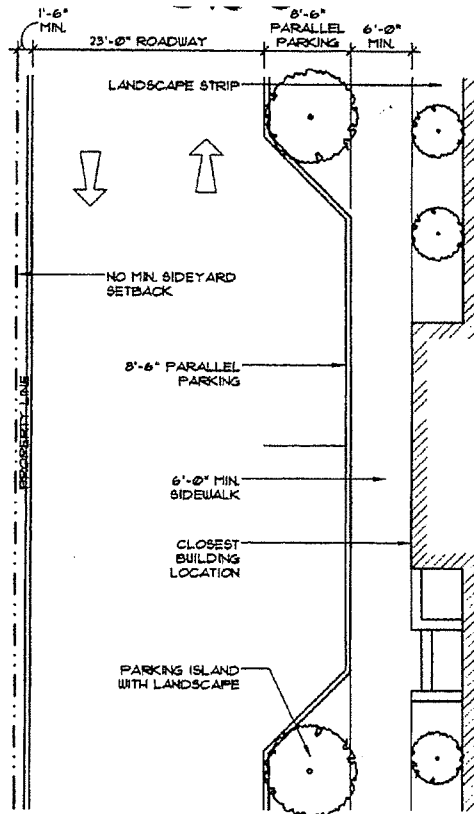 1'-6"
MIN.
23'-0" ROADWAY
8'-6"
PARALLEL
PARKING
6'-0"
MIN.
LANDSCAPE STRIP
NO MIN. SIDEYARD
SETBACK
8'-6" PARALLEL
PARKING
PROPERTY LINE
6'-0" MIN.
SIDEWALK
CLOSEST
BUILDING
LOCATION
PARKING ISLAND
WITH LANDSCAPE